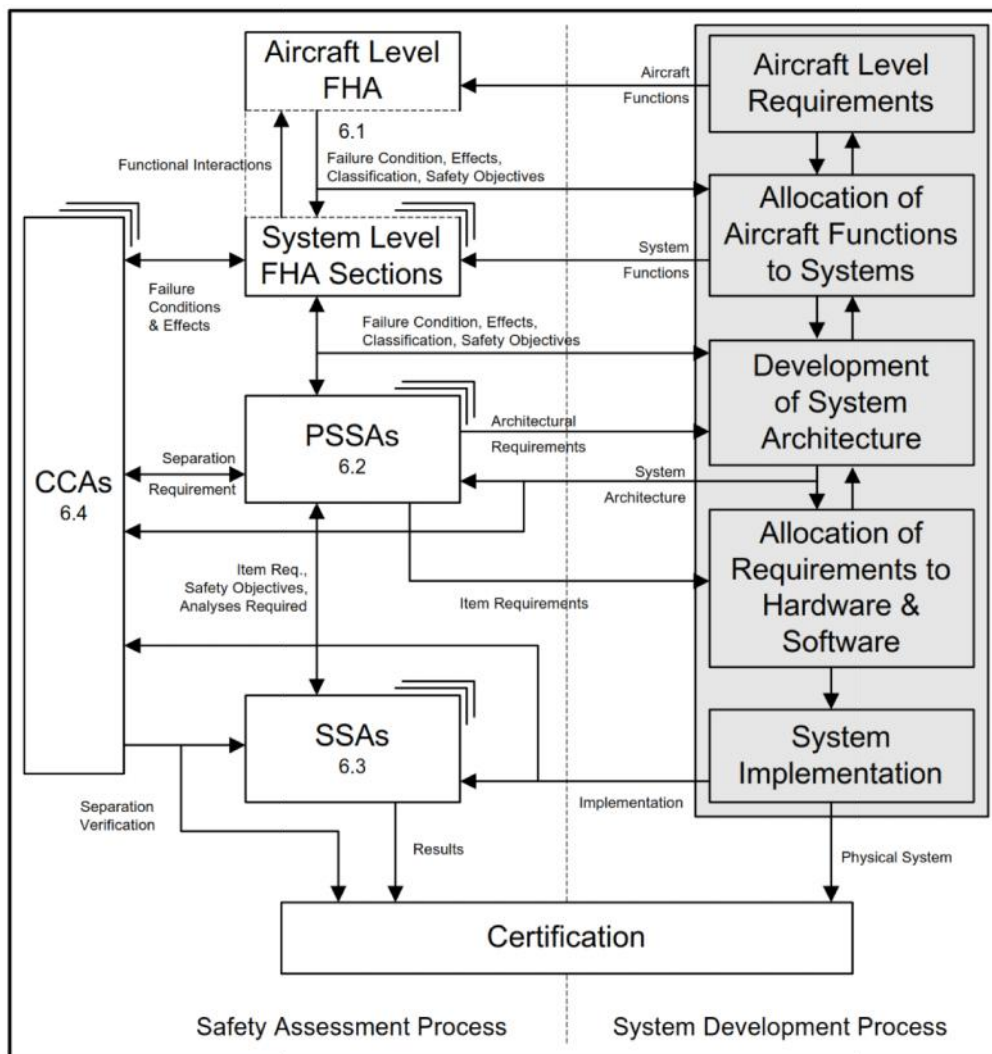 Aircraft Level
FHA
6.1
Aircraft
Functions
Aircraft Level
Requirements
Functional Interactions
Failure Condition, Effects,
Classification, Safety Objectives
Allocation of
Aircraft Functions
to Systems
System Level
FHA Sections
System
Functions
Failure
Conditions
& Effects
Failure Condition, Effects,
Classification, Safety Objectives
Development
of System
Architecture
PSSAs
6.2
Architectural
Requirements
CCAs
6.4
Separation
Requirement
System
Architecture
Allocation of
Requirements to
Hardware &
Software
Item Req.,
Safety Objectives,
Analyses Required
Item Requirements
SSAs
6.3
System
Implementation
Implementation
Separation
Verification
Results
Physical System
Certification
Safety Assessment Process
System Development Process